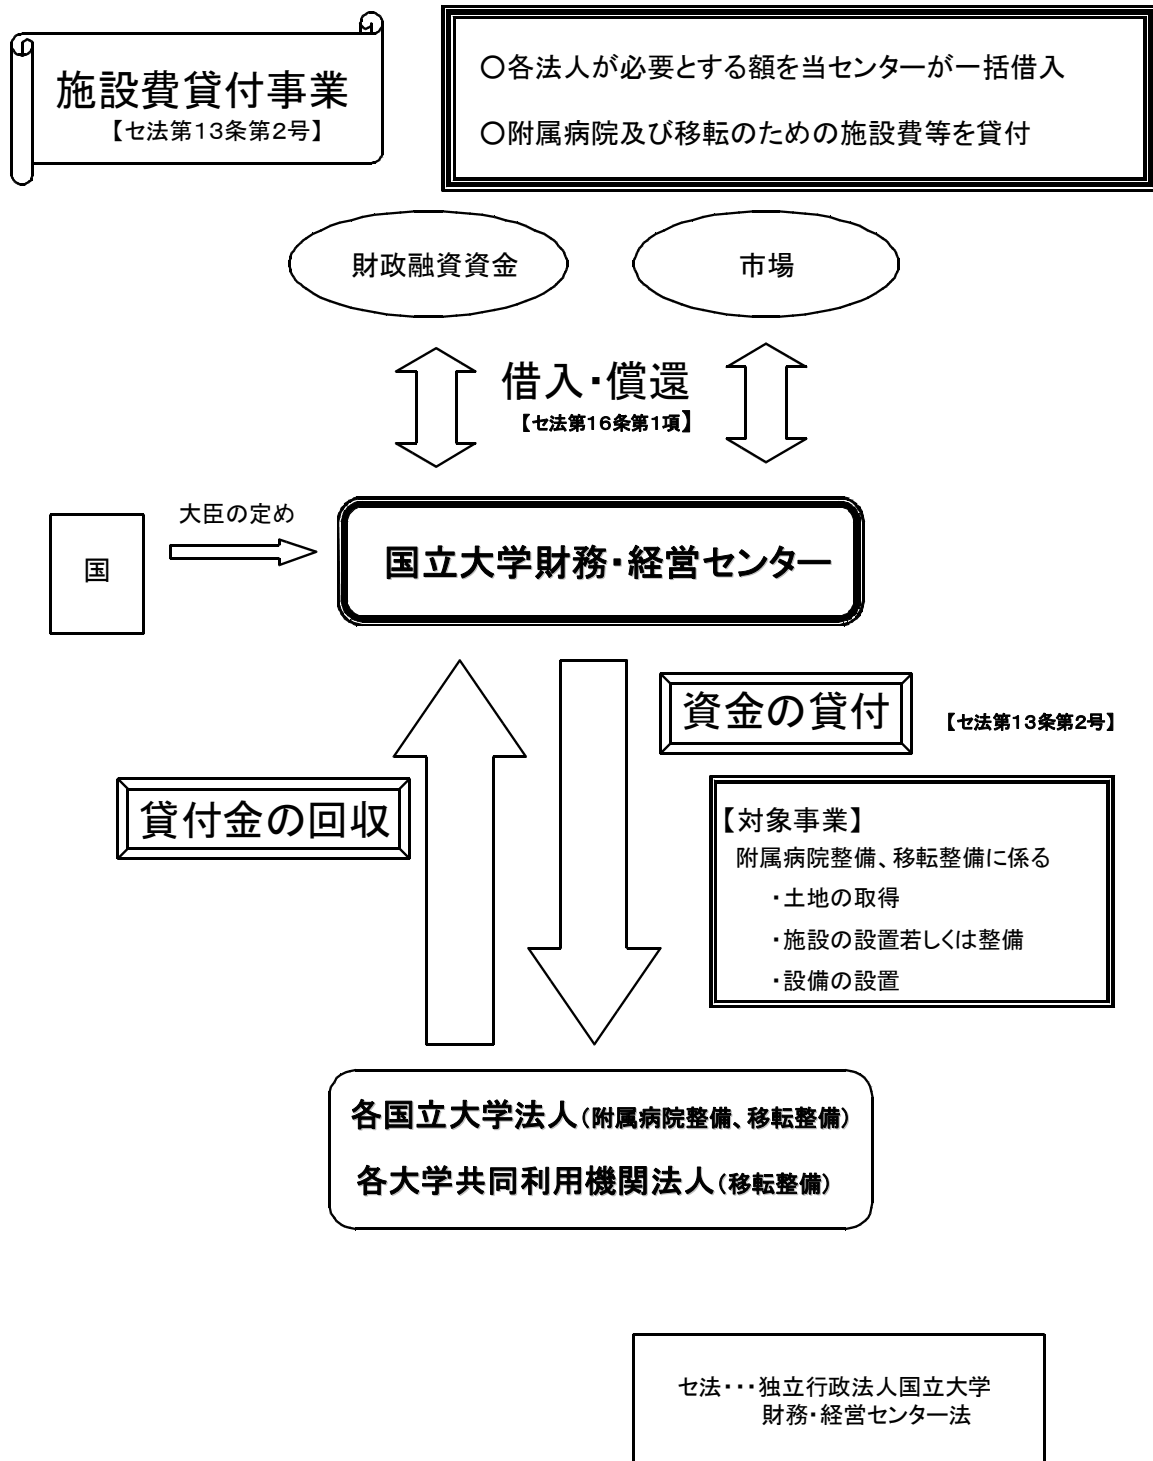 施設費貸付事業
【セ法第13条第2号】
○各法人が必要とする額を当センターが一括借入
○附属病院及び移転のための施設費等を貸付
財政融資資金
市場
借入・償還
【セ法第16条第1項】
大臣の定め
国
国立大学財務・経営センター
資金の貸付
【セ法第13条第2号】
貸付金の回収
【対象事業】
附属病院整備、移転整備に係る
・土地の取得
・施設の設置若しくは整備
・設備の設置
各国立大学法人(附属病院整備、移転整備)
各大学共同利用機関法人(移転整備)
セ法・・・独立行政法人国立大学
財務・経営センター法